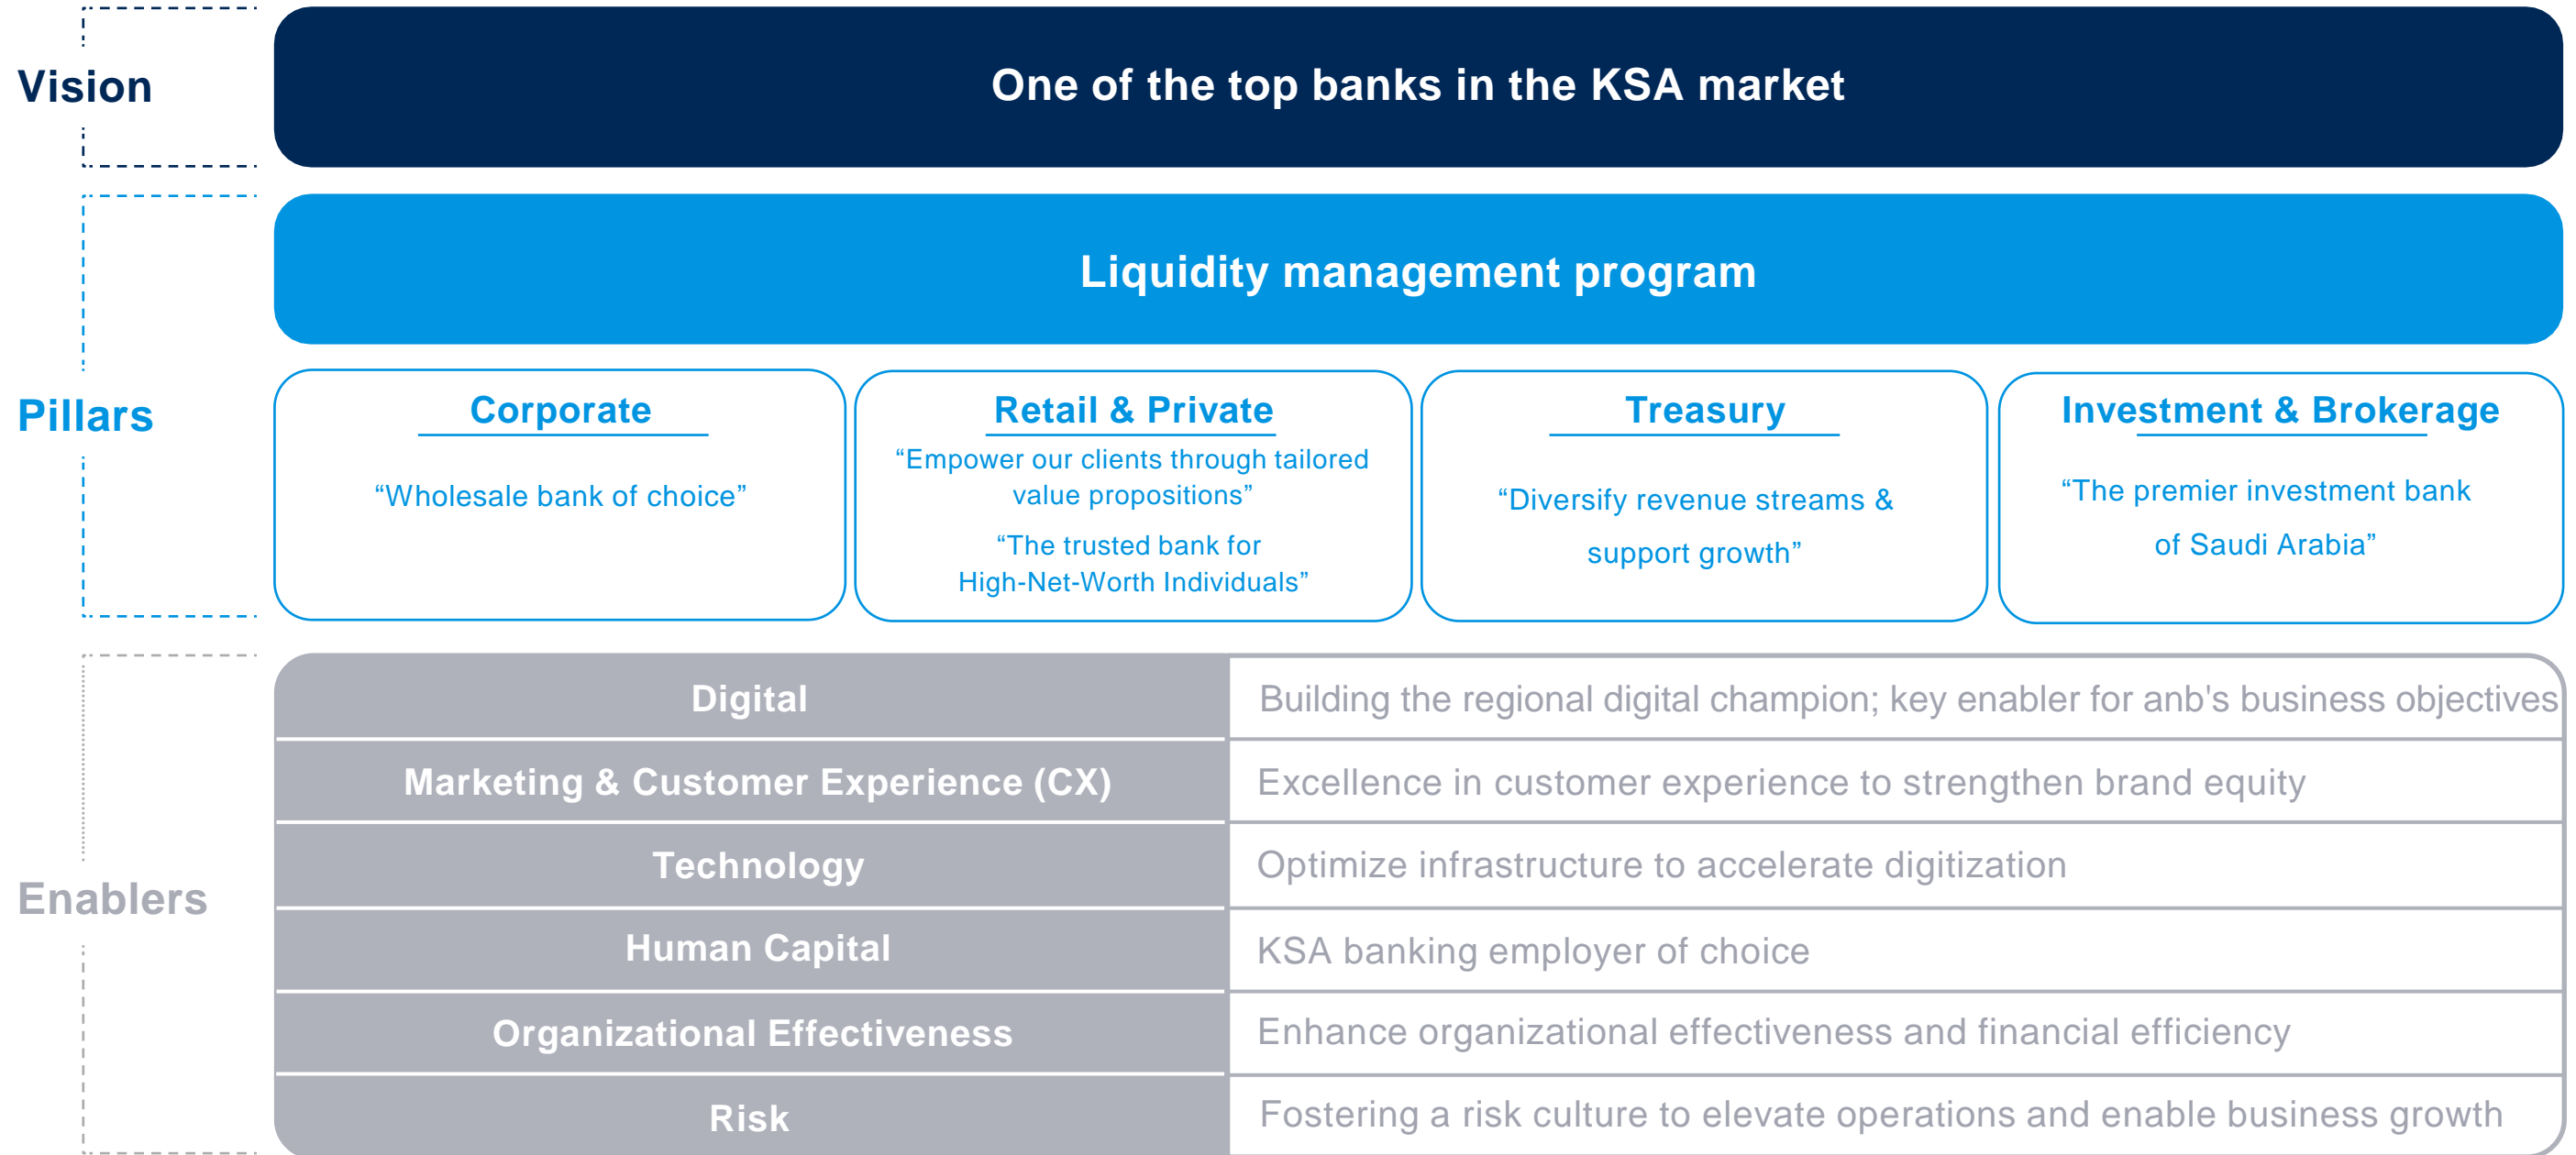 Vision
One of the top banks in the KSA market
Liquidity management program
Pillars
Corporate
“Wholesale bank of choice”
Retail & Private
“Empower our clients through tailored
value propositions”
“The trusted bank for
High-Net-Worth Individuals”
Treasury
“Diversify revenue streams &
support growth”
Investment & Brokerage
“The premier investment bank
of Saudi Arabia”
Enablers
Digital
Building the regional digital champion; key enabler for anb's business objectives
Marketing & Customer Experience (CX)
Excellence in customer experience to strengthen brand equity
Technology
Optimize infrastructure to accelerate digitization
Human Capital
KSA banking employer of choice
Organizational Effectiveness
Enhance organizational effectiveness and financial efficiency
Risk
Fostering a risk culture to elevate operations and enable business growth